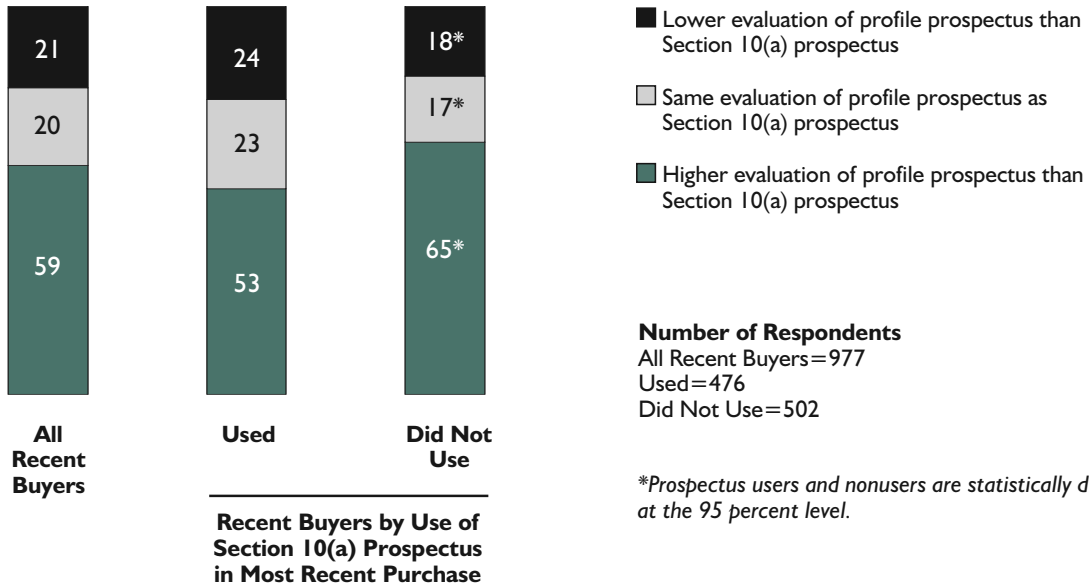 21
20
59
24
23
53
18*
17*
65*
All
Recent
Buyers
Used
Did Not
Use
Recent Buyers by Use of
Section 10(a) Prospectus
in Most Recent Purchase
Lower evaluation of profile prospectus than
Section 10(a) prospectus
Same evaluation of profile prospectus as
Section 10(a) prospectus
Higher evaluation of profile prospectus than
Section 10(a) prospectus
Number of Respondents
All Recent Buyers=977
Used=476
Did Not Use=502
*Prospectus users and nonusers are statistically
at the 95 percent level.